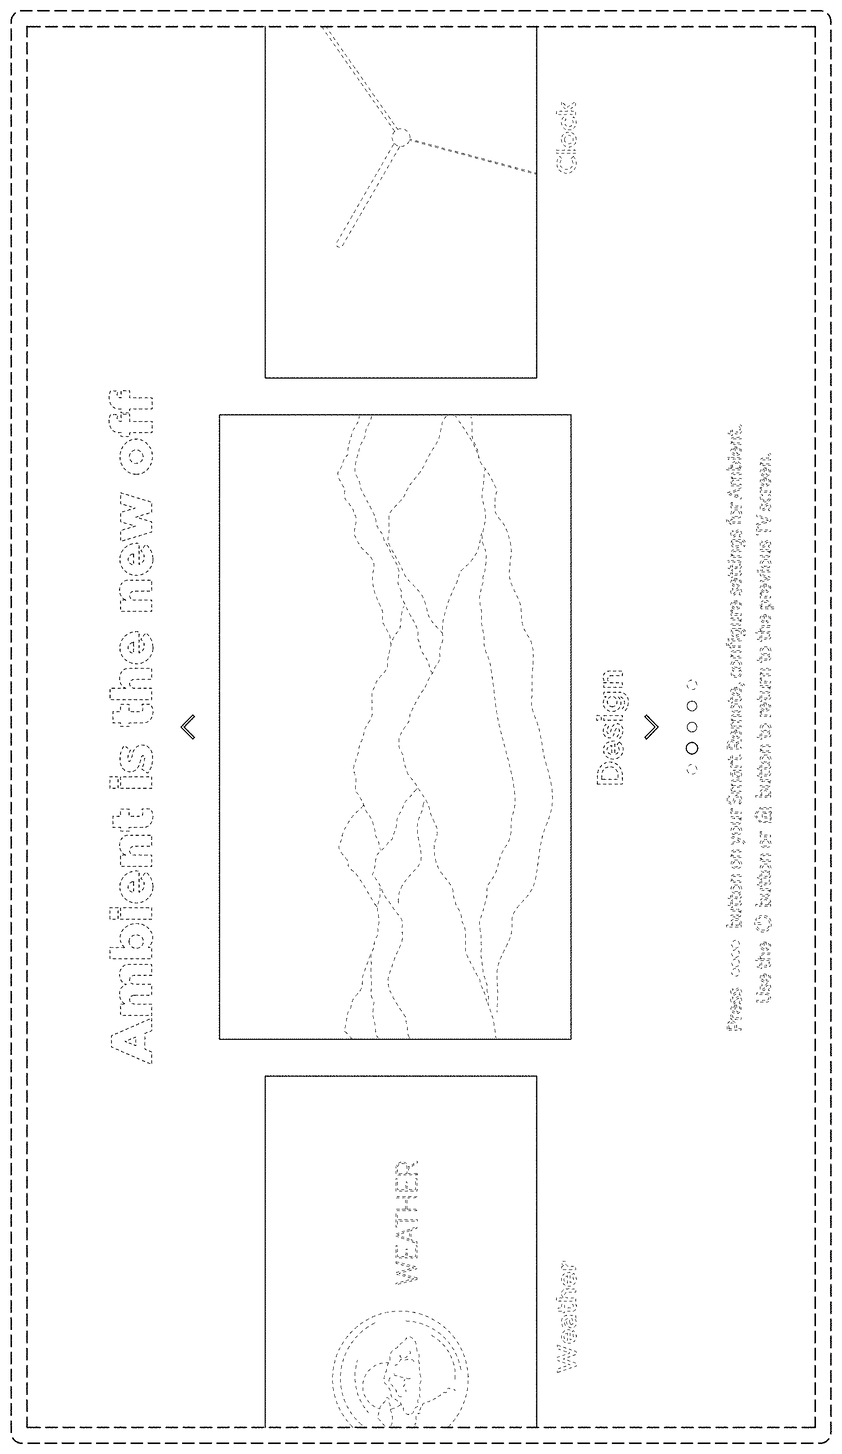 Ambient is the new off
WEATHER
Weather
Design
Clock
Press button on your Smart Remote, configure settings for Ambient.
Use the button or button to return to the previous TV screen.